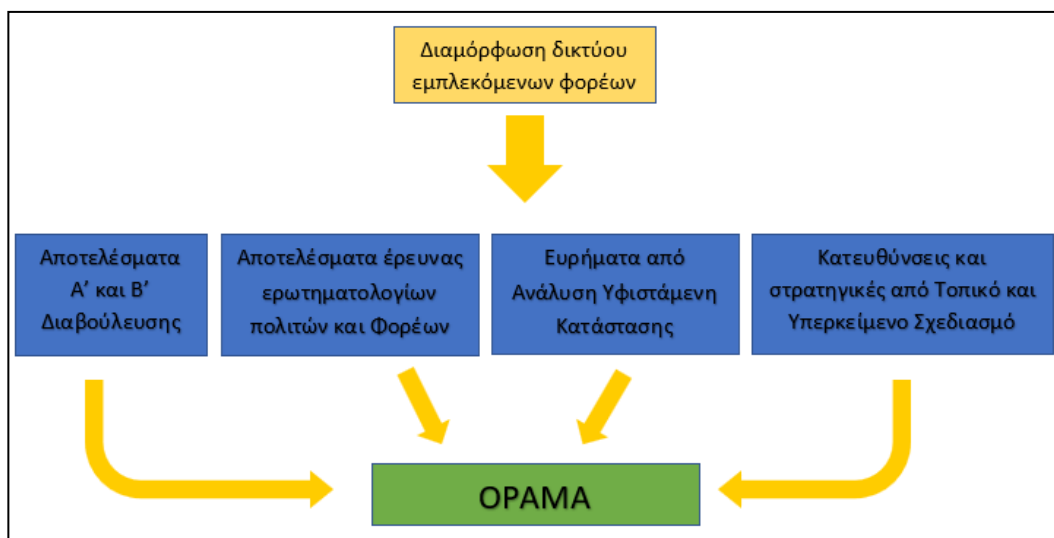 Διαμόρφωση δικτύου
εμπλεκόμενων φορέων
Αποτελέσματα
Α’ και Β’
Διαβούλευσης
Αποτελέσματα έρευνας
ερωτηματολογίων
πολιτών και Φορέων
Ευρήματα από
Ανάλυση Υφιστάμενη
Κατάστασης
Κατευθύνσεις και
στρατηγικές από Τοπικό και
Υπερκείμενο Σχεδιασμό
ΟΡΑΜΑ